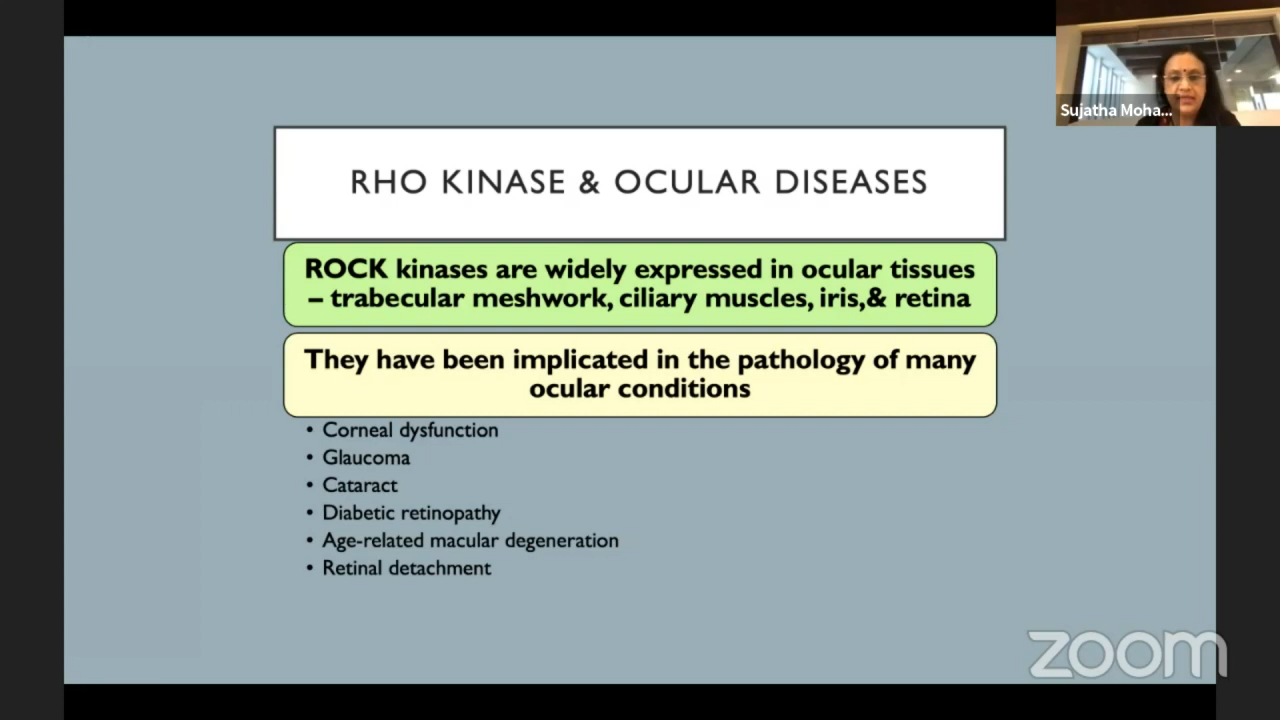 Sujatha Moha...
RHO KINASE & OCULAR DISEASES
ROCK kinases are widely expressed in ocular tissues
– trabecular meshwork, ciliary muscles, iris,& retina
They have been implicated in the pathology of many
ocular conditions
• Corneal dysfunction
• Glaucoma
• Cataract
• Diabetic retinopathy
• Age-related macular degeneration
• Retinal detachment
zoom